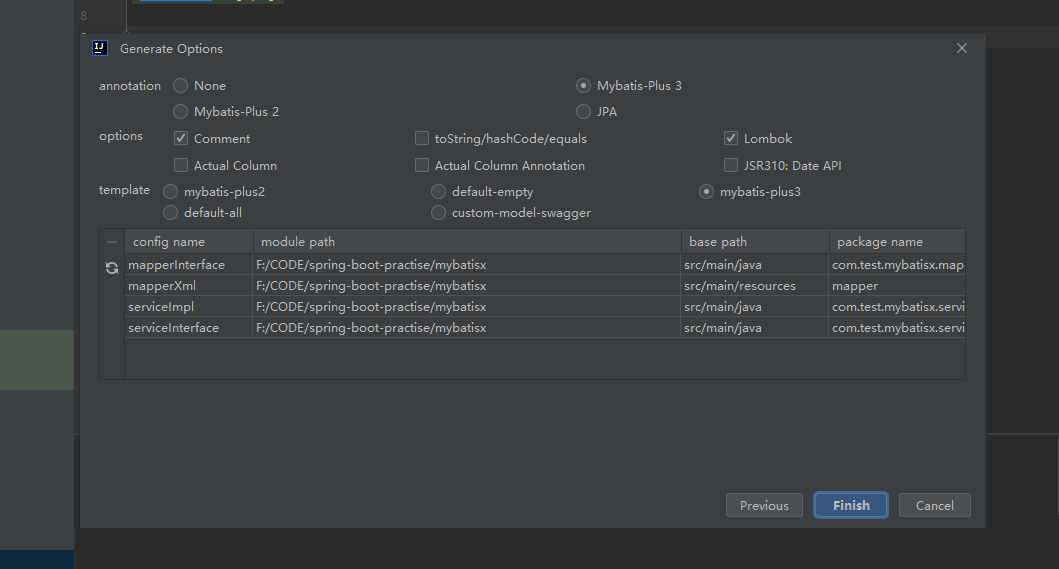 8
IJ
Generate Options
annotation None Mybatis-Plus 3
Mybatis-Plus 2 JPA
options Comment toString/hashCode/equals Lombok
Actual Column Actual Column Annotation JSR310: Date API
template mybatis-plus2 default-empty mybatis-plus3
default-all custom-model-swagger
config name module path base path package name
mapperInterface F:/CODE/spring-boot-practise/mybatisx src/main/java com.test.mybatisx.map
mapperXml F:/CODE/spring-boot-practise/mybatisx src/main/resources mapper
serviceImpl F:/CODE/spring-boot-practise/mybatisx src/main/java com.test.mybatisx.servi
serviceInterface F:/CODE/spring-boot-practise/mybatisx src/main/java com.test.mybatisx.servi
Previous Finish Cancel